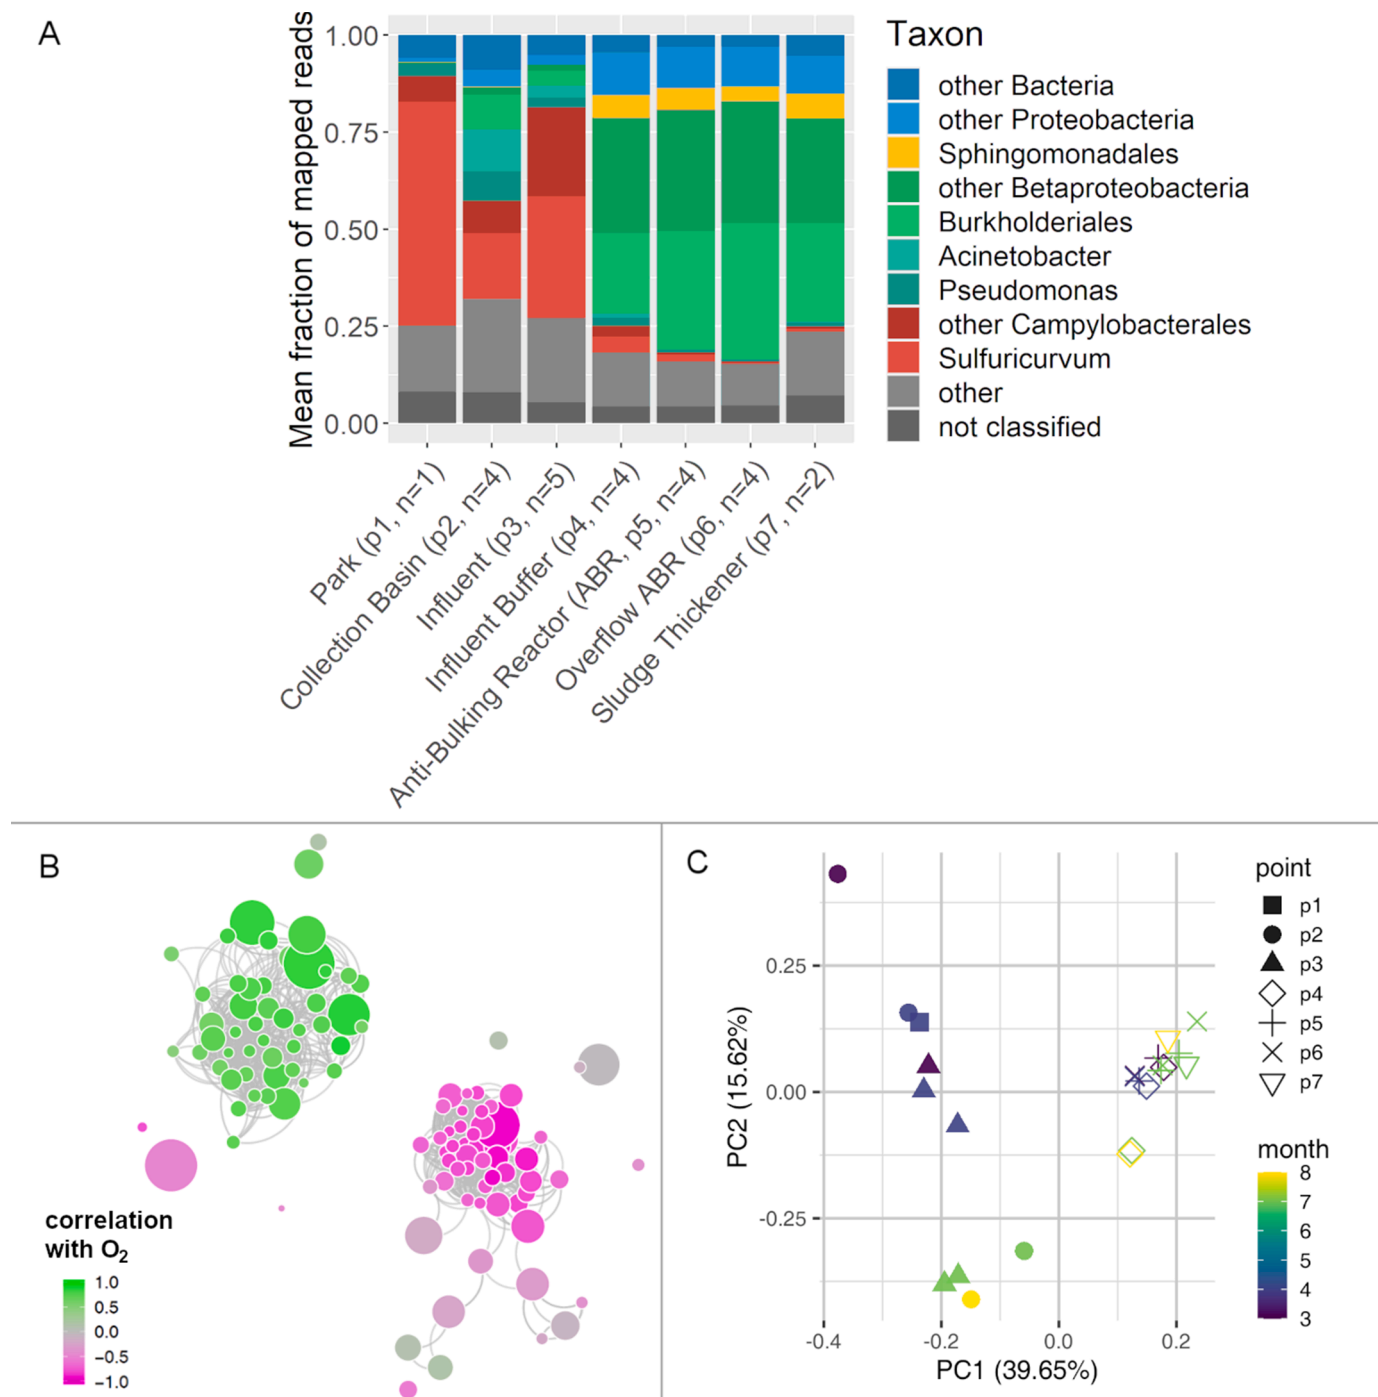 A
Mean fraction of mapped reads
1.00
0.75
0.50
0.25
0.00
Park (p1, n=1)
Collection Basin (p2, n=4)
Influent (p3, n=5)
Influent Buffer (p4, n=4)
Anti-Bulking Reactor (ABR, p5, n=4)
Overflow ABR (p6, n=4)
Sludge Thickener (p7, n=2)
Taxon
other Bacteria
other Proteobacteria
Sphingomonadales
other Betaproteobacteria
Burkholderiales
Acinetobacter
Pseudomonas
other Campylobacterales
Sulfuricurvum
other
not classified
B
correlation
with O₂
1.0
0.5
0.0
−0.5
−1.0
C
PC2 (15.62%)
0.25
0.00
-0.25
-0.4
-0.2
0.0
0.2
PC1 (39.65%)
point
p1
p2
p3
p4
p5
p6
p7
month
8
7
6
5
4
3